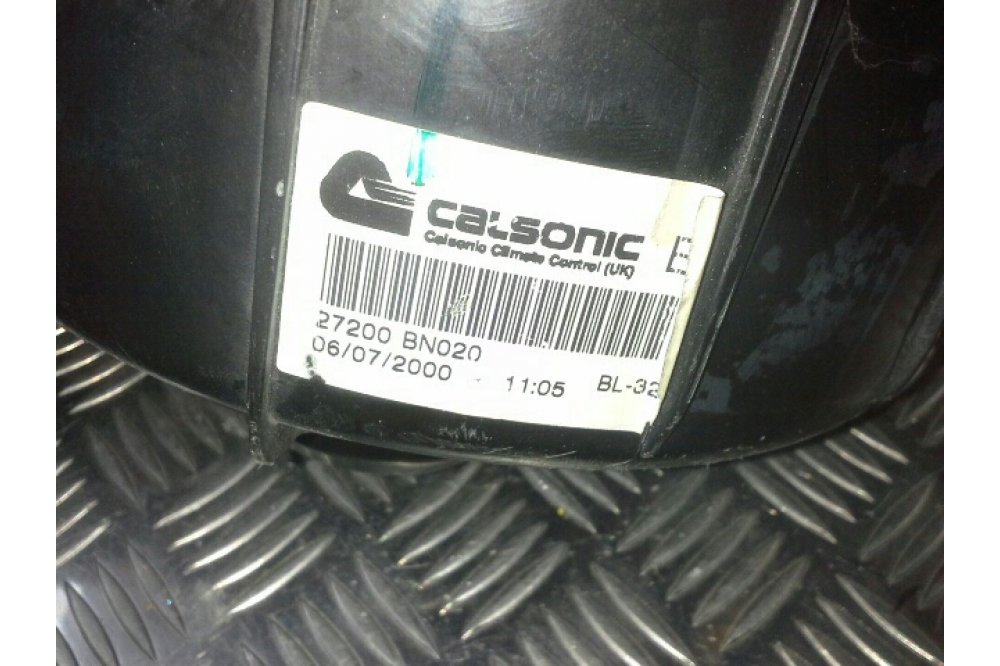 CALSONIC E
Calsonic Climate Control (UK)
27200 BN020
06/07/2000 - 11:05 BL-32